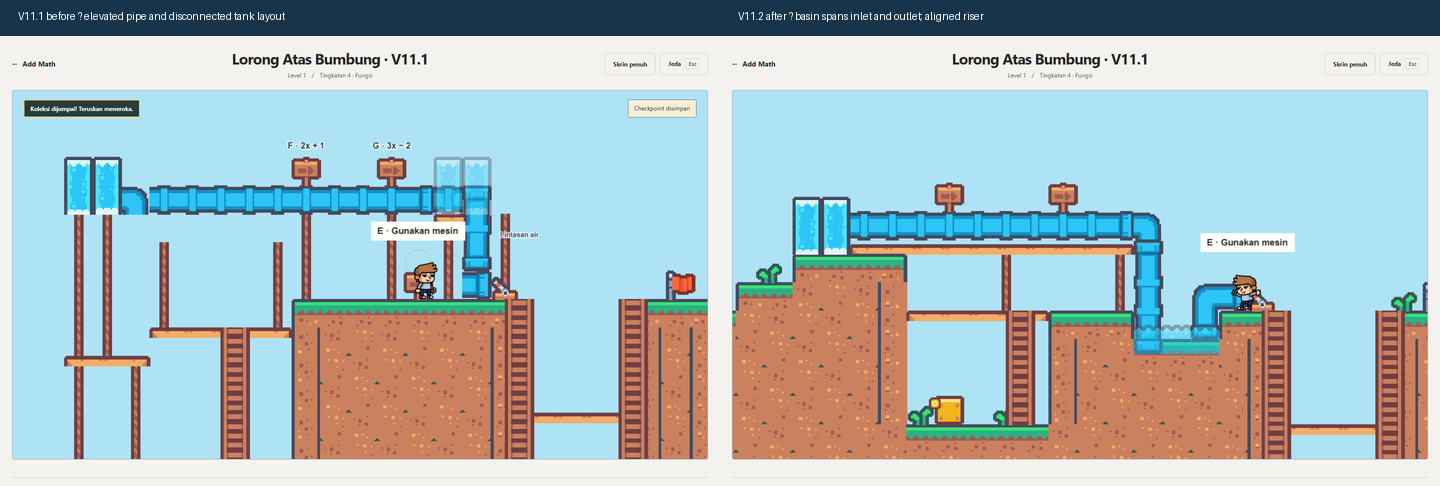 V11.1 before ? elevated pipe and disconnected tank layout
← Add Math
Lorong Atas Bumbung · V11.1
Level 1 / Tingkatan 4 · Fungsi
Skrin penuh
Jeda Esc
Koleksi dijumpai! Teruskan meneroka.
Checkpoint disimpan
F · 2x + 1
G · 3x − 2
E · Gunakan mesin
Lintasan air
V11.2 after ? basin spans inlet and outlet; aligned riser
← Add Math
Lorong Atas Bumbung · V11.1
Level 1 / Tingkatan 4 · Fungsi
Skrin penuh
Jeda Esc
E · Gunakan mesin